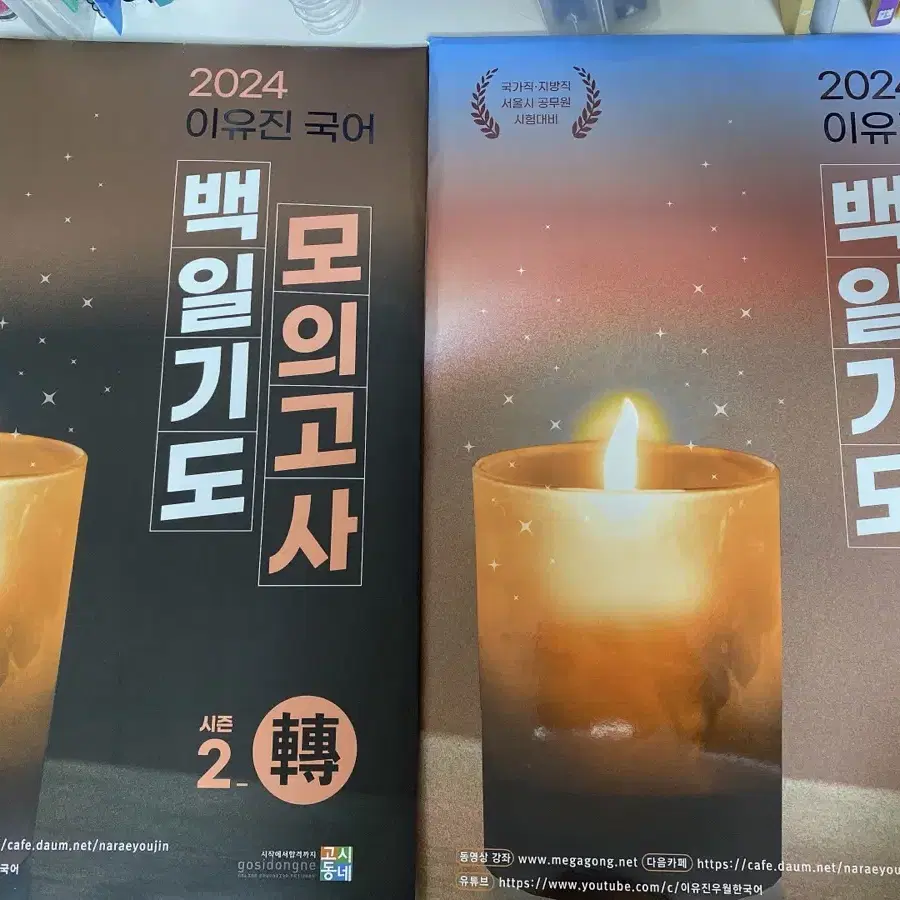 2024
이유진 국어
백일기도
모의고사
시즌
2_
轉
/cafe.daum.net/naraeyoujin
국어
시작에서합격까지
gosidongne
고시
동네
국가직·지방직
서울시 공무원
시험대비
202
이유
백일기도
동영상 강좌 www.megagong.net 다음카페 https://cafe.daum.net/naraeyou
유튜브 https://www.youtube.com/c/이유진우월한국어